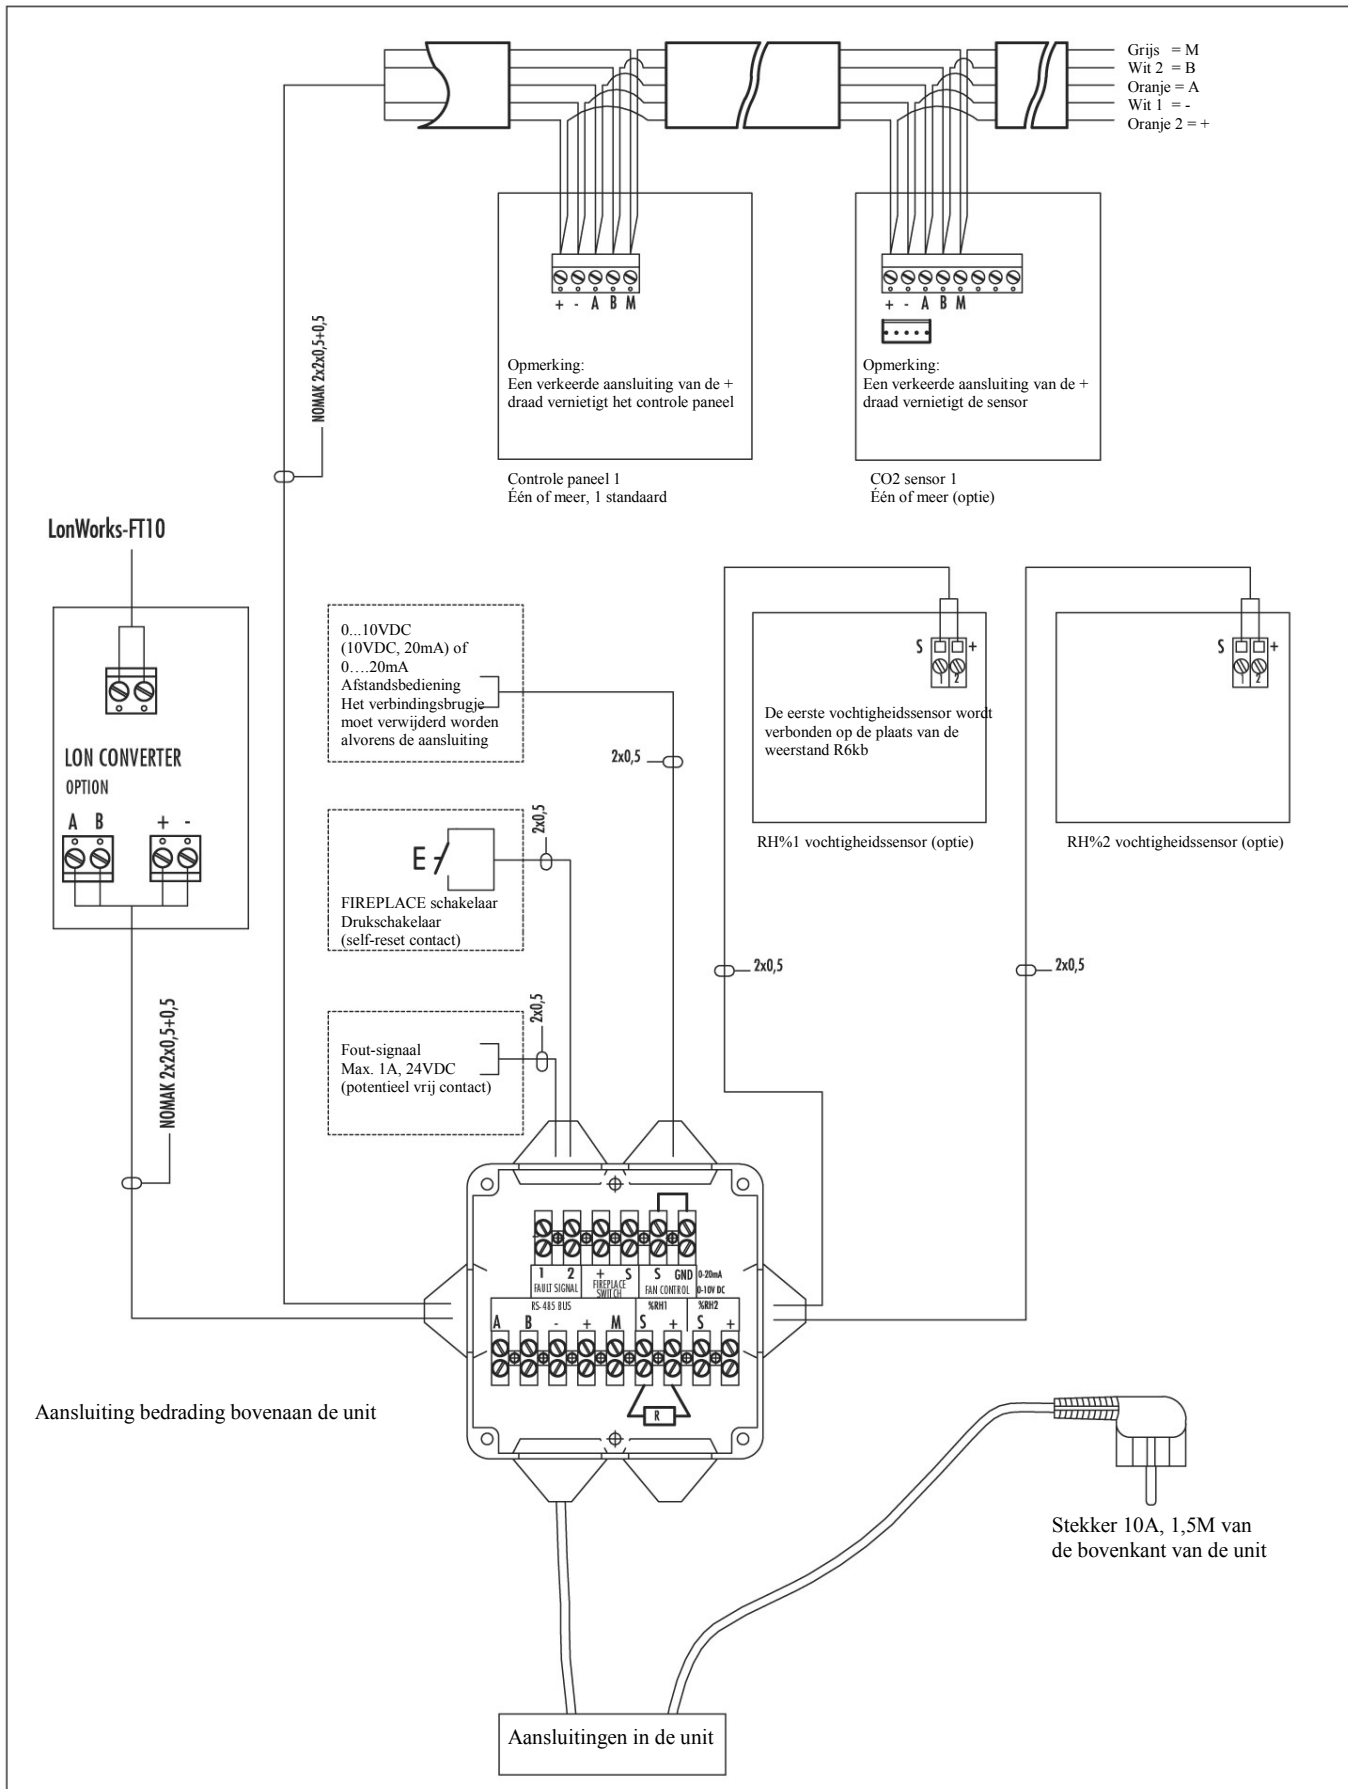 Grijs = M
Wit 2 = B
Oranje = A
Wit 1 = -
Oranje 2 = +
+ - A B M
+ - A B M
Opmerking:
Een verkeerde aansluiting van de +
draad vernietigt het controle paneel
Opmerking:
Een verkeerde aansluiting van de +
draad vernietigt de sensor
Controle paneel 1
Één of meer, 1 standaard
CO2 sensor 1
Één of meer (optie)
NOMAK 2x2x0,5+0,5
LonWorks-FT10
LON CONVERTER
OPTION
A B + -
NOMAK 2x2x0,5+0,5
0...10VDC
(10VDC, 20mA) of
0….20mA
Afstandsbediening
Het verbindingsbrugje
moet verwijderd worden
alvorens de aansluiting
2x0,5
E
FIREPLACE schakelaar
Drukschakelaar
(self-reset contact)
2x0,5
Fout-signaal
Max. 1A, 24VDC
(potentieel vrij contact)
2x0,5
S +
1 2
De eerste vochtigheidssensor wordt
verbonden op de plaats van de
weerstand R6kb
RH%1 vochtigheidssensor (optie)
2x0,5
S +
1 2
RH%2 vochtigheidssensor (optie)
2x0,5
1 2 + S S GND 0-20mA
FAULT SIGNAL FIREPLACE SWITCH FAN CONTROL 0-10V DC
RS-485 BUS %RH1 %RH2
A B - + M S + S +
R
Aansluiting bedrading bovenaan de unit
Stekker 10A, 1,5M van
de bovenkant van de unit
Aansluitingen in de unit